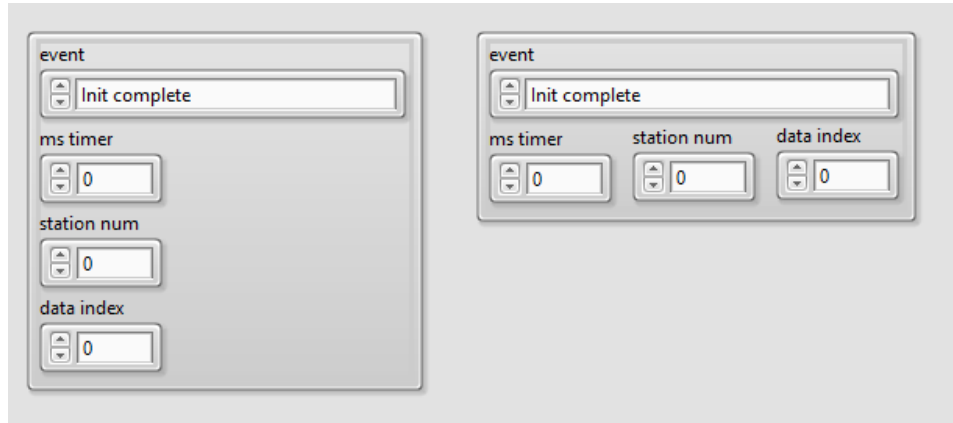 event
Init complete
ms timer
0
station num
0
data index
0
event
Init complete
ms timer station num data index
0 0 0